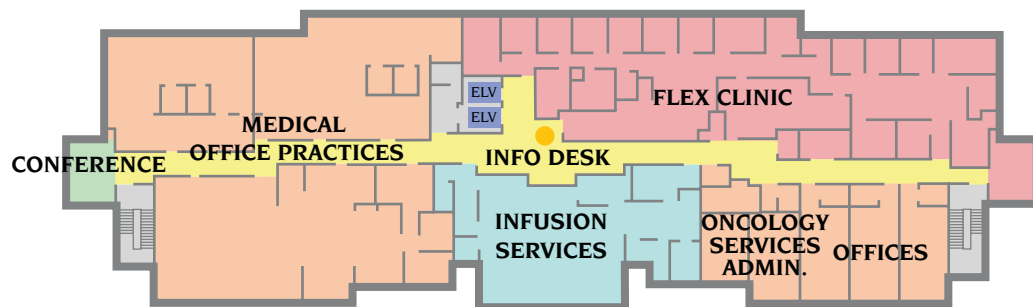 ELV
ELV
FLEX CLINIC
MEDICAL
OFFICE PRACTICES
CONFERENCE
INFO DESK
INFUSION
SERVICES
ONCOLOGY
SERVICES
ADMIN.
OFFICES